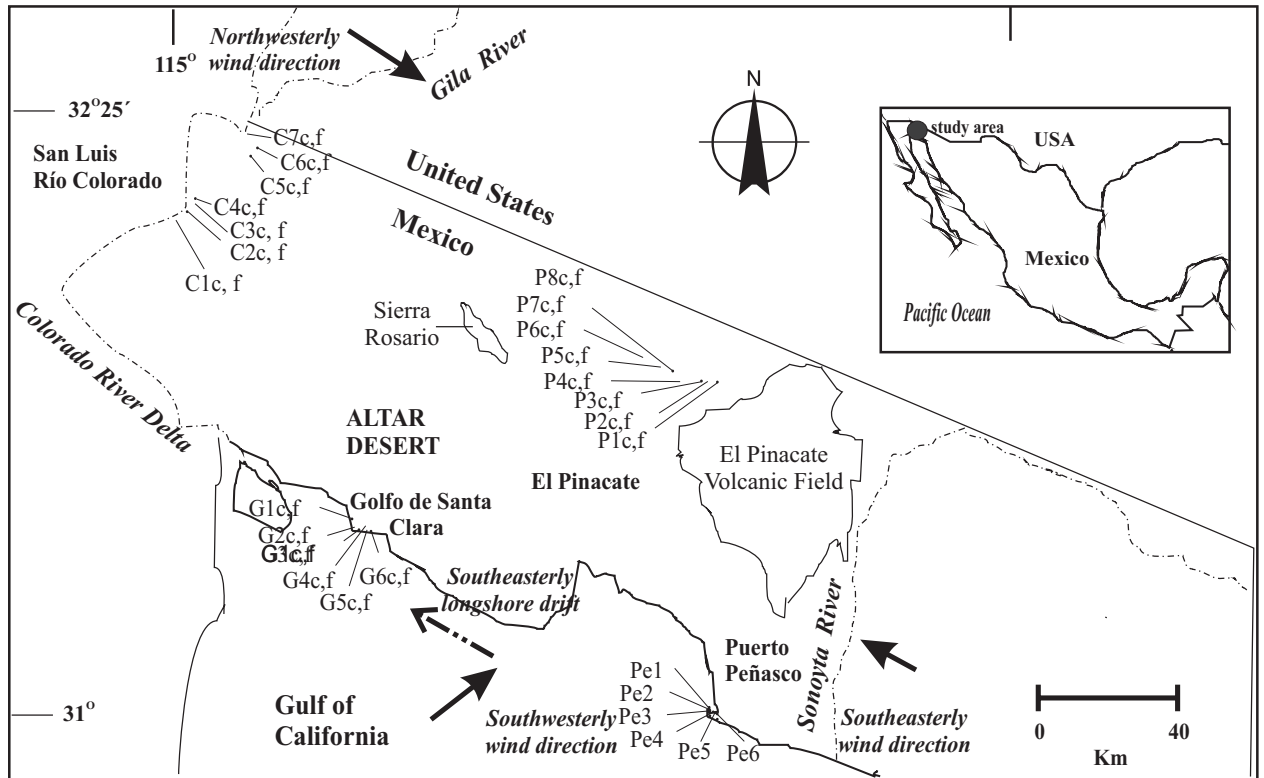 Northwesterly
wind direction
115°
Gila River
32°25´
San Luis
Río Colorado
C7c,f
C6c,f
C5c,f
C4c,f
C3c, f
C2c, f
C1c, f
United States
Mexico
N
study area
USA
Mexico
Pacific Ocean
Colorado River Delta
Sierra
Rosario
P8c,f
P7c,f
P6c,f
P5c,f
P4c,f
P3c,f
P2c,f
P1c,f
ALTAR
DESERT
El Pinacate
El Pinacate
Volcanic Field
Golfo de Santa
Clara
G1c,f
G2c,f
G3c,f
G4c,f
G5c,f
G6c,f
Southeasterly
longshore drift
Sonoyta River
Puerto
Peñasco
Pe1
Pe2
Pe3
Pe4
Pe5
Pe6
31°
Gulf of
California
Southwesterly
wind direction
Southeasterly
wind direction
0
40
Km